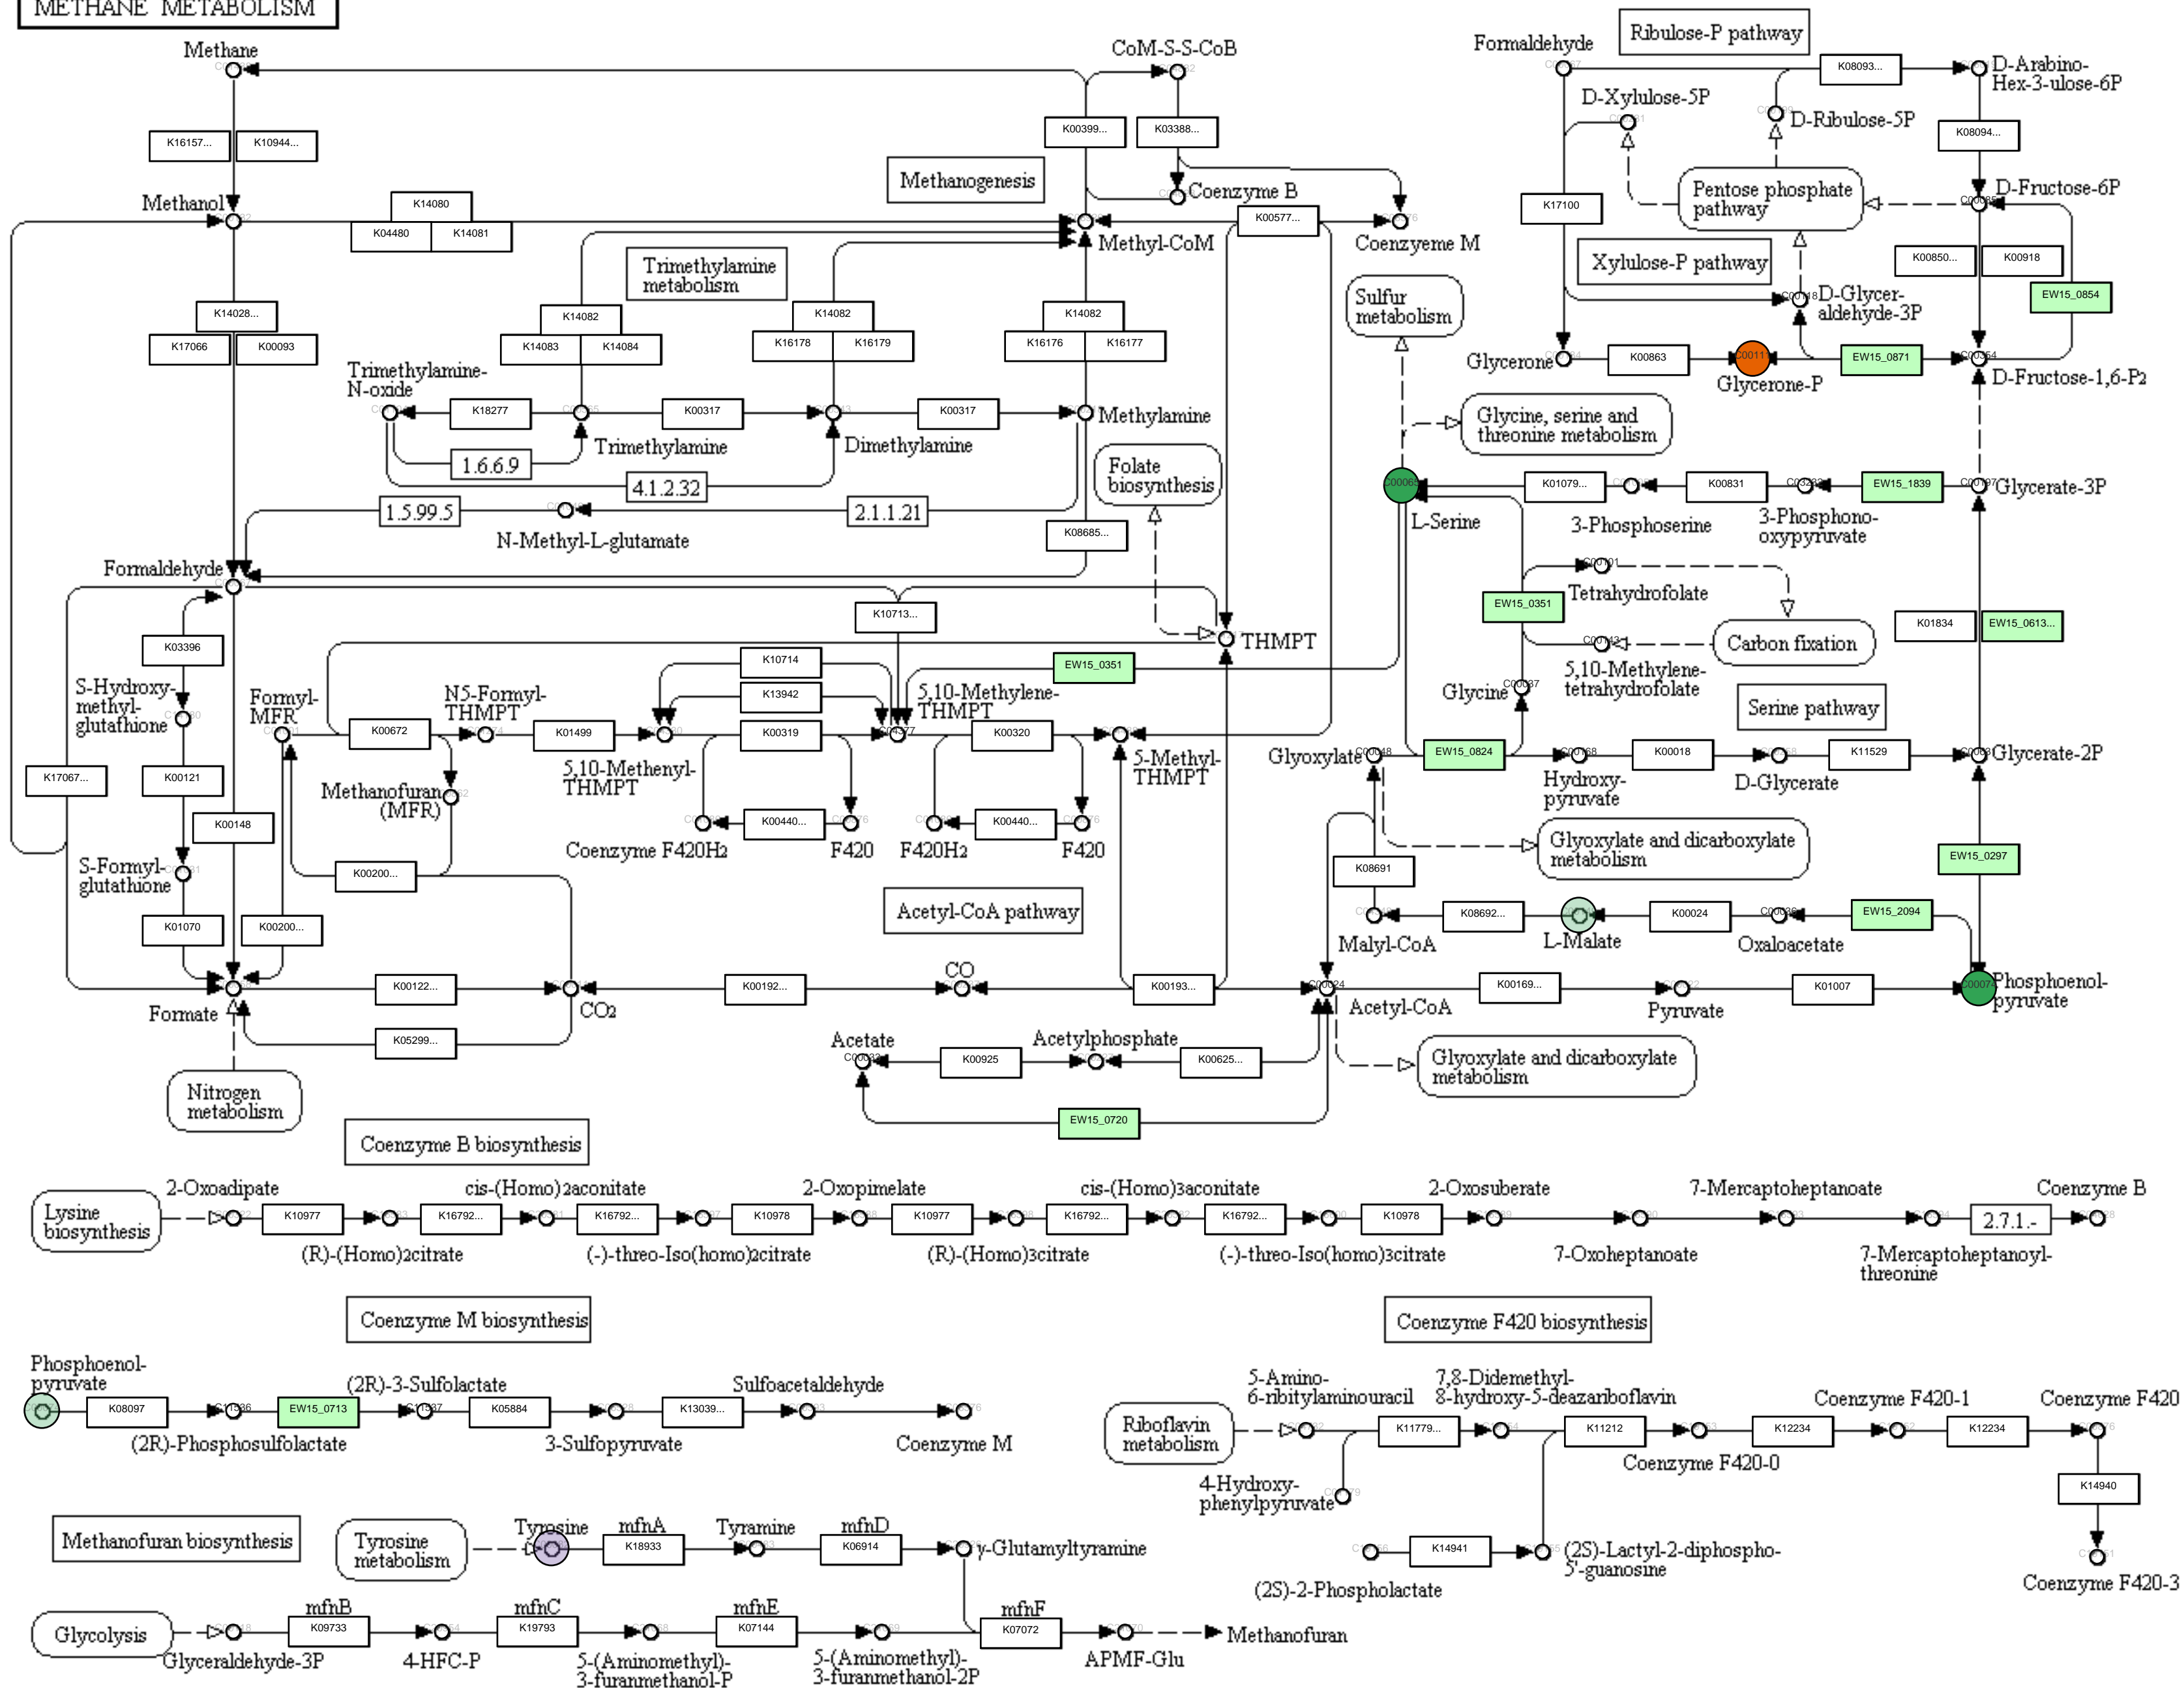 METHANE METABOLISM
Methane
CoM-S-S-CoB
Formaldehyde
Ribulose-P pathway
K08093...
D-Arabino-
Hex-3-ulose-6P
D-Xylulose-5P
D-Ribulose-5P
K16157...
K10944...
K00399...
K03388...
K08094...
Methanogenesis
Coenzyme B
Pentose phosphate
pathway
D-Fructose-6P
Methanol
K14080
K04480
K14081
K00577...
K17100
Methyl-CoM
Coenzyeme M
Trimethylamine
metabolism
Xylulose-P pathway
K00850...
K00918
Sulfur
metabolism
D-Glycer-
aldehyde-3P
EW15_0854
K14028...
K17066
K00093
K14082
K14083
K14084
K14082
K16178
K16179
K14082
K16176
K16177
Glycerone
K00863
C00111
Glycerone-P
EW15_0871
C00354
D-Fructose-1,6-P2
Trimethylamine-
N-oxide
K18277
K00317
K00317
Methylamine
Trimethylamine
Dimethylamine
Glycine, serine and
threonine metabolism
1.6.6.9
4.1.2.32
Folate
biosynthesis
C00065
L-Serine
K01079...
K00831
EW15_1839
C00197
Glycerate-3P
3-Phosphoserine
3-Phosphono-
oxypyruvate
1.5.99.5
2.1.1.21
N-Methyl-L-glutamate
K08685...
Formaldehyde
C00101
Tetrahydrofolate
K10713...
EW15_0351
K01834
EW15_0613...
K03396
THMPT
C00143
Carbon fixation
K10714
EW15_0351
5,10-Methylene-
tetrahydrofolate
S-Hydroxy-
methyl-
glutathione
Formyl-
MFR
N5-Formyl-
THMPT
K13942
5,10-Methylene-
THMPT
Glycine
C00037
Serine pathway
K00672
K01499
K00319
C04377
K00320
5,10-Methenyl-
THMPT
5-Methyl-
THMPT
Glyoxylate
C00048
EW15_0824
C00168
K00018
K11529
C00631
Glycerate-2P
Hydroxy-
pyruvate
D-Glycerate
K17067...
K00121
Methanofuran
(MFR)
K00148
K00440...
K00440...
Coenzyme F420H2
F420
F420H2
F420
Glyoxylate and dicarboxylate
metabolism
EW15_0297
S-Formyl-
glutathione
K00200...
K08691
Acetyl-CoA pathway
K01070
K00200...
K08692...
K00024
C00036
EW15_2094
Malyl-CoA
L-Malate
Oxaloacetate
CO
Formate
K00122...
CO2
K00192...
K00193...
C00024
Acetyl-CoA
K00169...
Pyruvate
K01007
C00074
Phosphoenol-
pyruvate
K05299...
Acetate
C00033
K00925
Acetylphosphate
K00625...
Glyoxylate and dicarboxylate
metabolism
Nitrogen
metabolism
EW15_0720
Coenzyme B biosynthesis
2-Oxoadipate
cis-(Homo)2aconitate
2-Oxopimelate
cis-(Homo)3aconitate
2-Oxosuberate
7-Mercaptoheptanoate
Coenzyme B
Lysine
biosynthesis
K10977
K16792...
K16792...
K10978
K10977
K16792...
K16792...
K10978
2.7.1.-
(R)-(Homo)2citrate
(-)-threo-Iso(homo)2citrate
(R)-(Homo)3citrate
(-)-threo-Iso(homo)3citrate
7-Oxoheptanoate
7-Mercaptoheptanoyl-
threonine
Coenzyme M biosynthesis
Coenzyme F420 biosynthesis
Phosphoenol-
pyruvate
(2R)-3-Sulfolactate
Sulfoacetaldehyde
K08097
C11536
EW15_0713
C11537
K05884
K13039...
(2R)-Phosphosulfolactate
3-Sulfopyruvate
Coenzyme M
5-Amino-
6-ribitylaminouracil
7,8-Didemethyl-
8-hydroxy-5-deazariboflavin
Coenzyme F420-1
Coenzyme F420
Riboflavin
metabolism
K11779...
K11212
K12234
K12234
Coenzyme F420-0
4-Hydroxy-
phenylpyruvate
K14940
Methanofuran biosynthesis
Tyrosine
metabolism
Tyrosine
mfnA
K18933
Tyramine
mfnD
K06914
γ-Glutamyltyramine
K14941
(2S)-Lactyl-2-diphospho-
5'-guanosine
(2S)-2-Phospholactate
Coenzyme F420-3
Glycolysis
mfnB
K09733
mfnC
K19793
mfnE
K07144
mfnF
K07072
Methanofuran
Glyceraldehyde-3P
4-HFC-P
5-(Aminomethyl)-
3-furanmethanol-P
5-(Aminomethyl)-
3-furanmethanol-2P
APMF-Glu